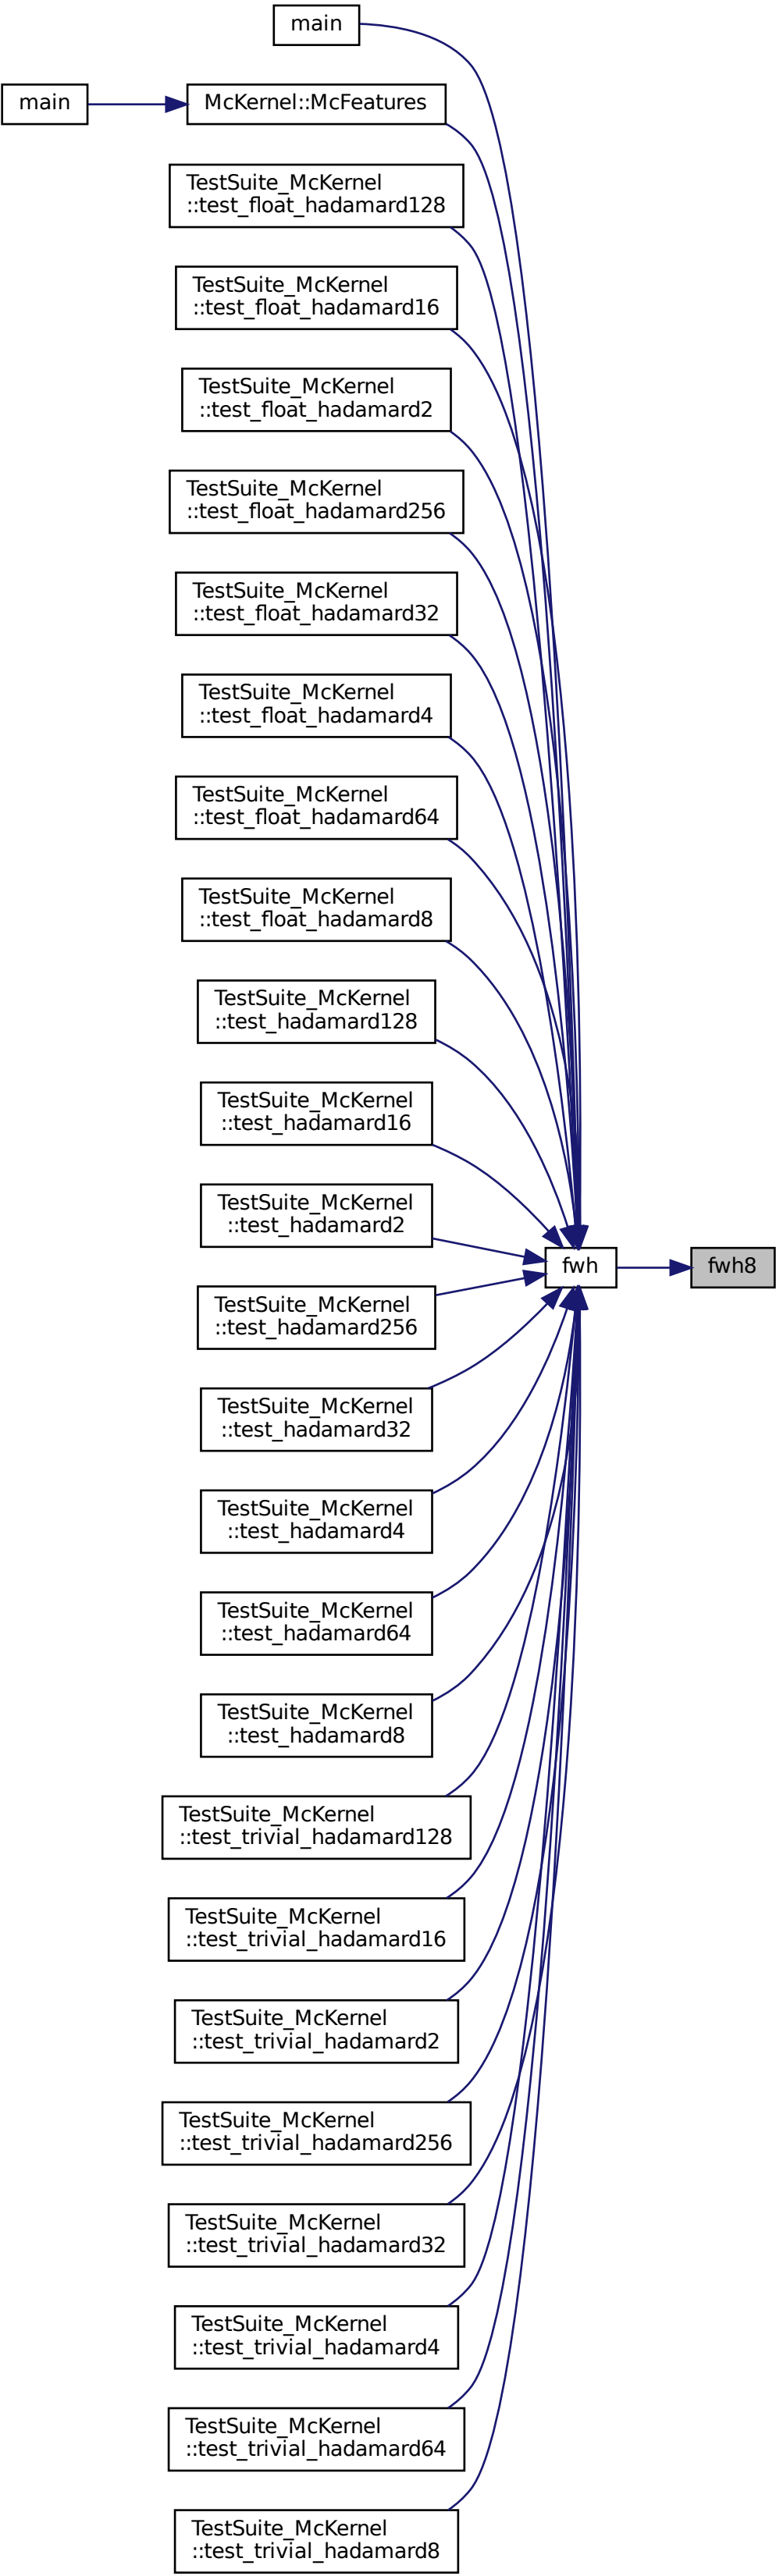 main
main
McKernel::McFeatures
TestSuite_McKernel
::test_float_hadamard128
TestSuite_McKernel
::test_float_hadamard16
TestSuite_McKernel
::test_float_hadamard2
TestSuite_McKernel
::test_float_hadamard256
TestSuite_McKernel
::test_float_hadamard32
TestSuite_McKernel
::test_float_hadamard4
TestSuite_McKernel
::test_float_hadamard64
TestSuite_McKernel
::test_float_hadamard8
TestSuite_McKernel
::test_hadamard128
TestSuite_McKernel
::test_hadamard16
TestSuite_McKernel
::test_hadamard2
fwh
fwh8
TestSuite_McKernel
::test_hadamard256
TestSuite_McKernel
::test_hadamard32
TestSuite_McKernel
::test_hadamard4
TestSuite_McKernel
::test_hadamard64
TestSuite_McKernel
::test_hadamard8
TestSuite_McKernel
::test_trivial_hadamard128
TestSuite_McKernel
::test_trivial_hadamard16
TestSuite_McKernel
::test_trivial_hadamard2
TestSuite_McKernel
::test_trivial_hadamard256
TestSuite_McKernel
::test_trivial_hadamard32
TestSuite_McKernel
::test_trivial_hadamard4
TestSuite_McKernel
::test_trivial_hadamard64
TestSuite_McKernel
::test_trivial_hadamard8